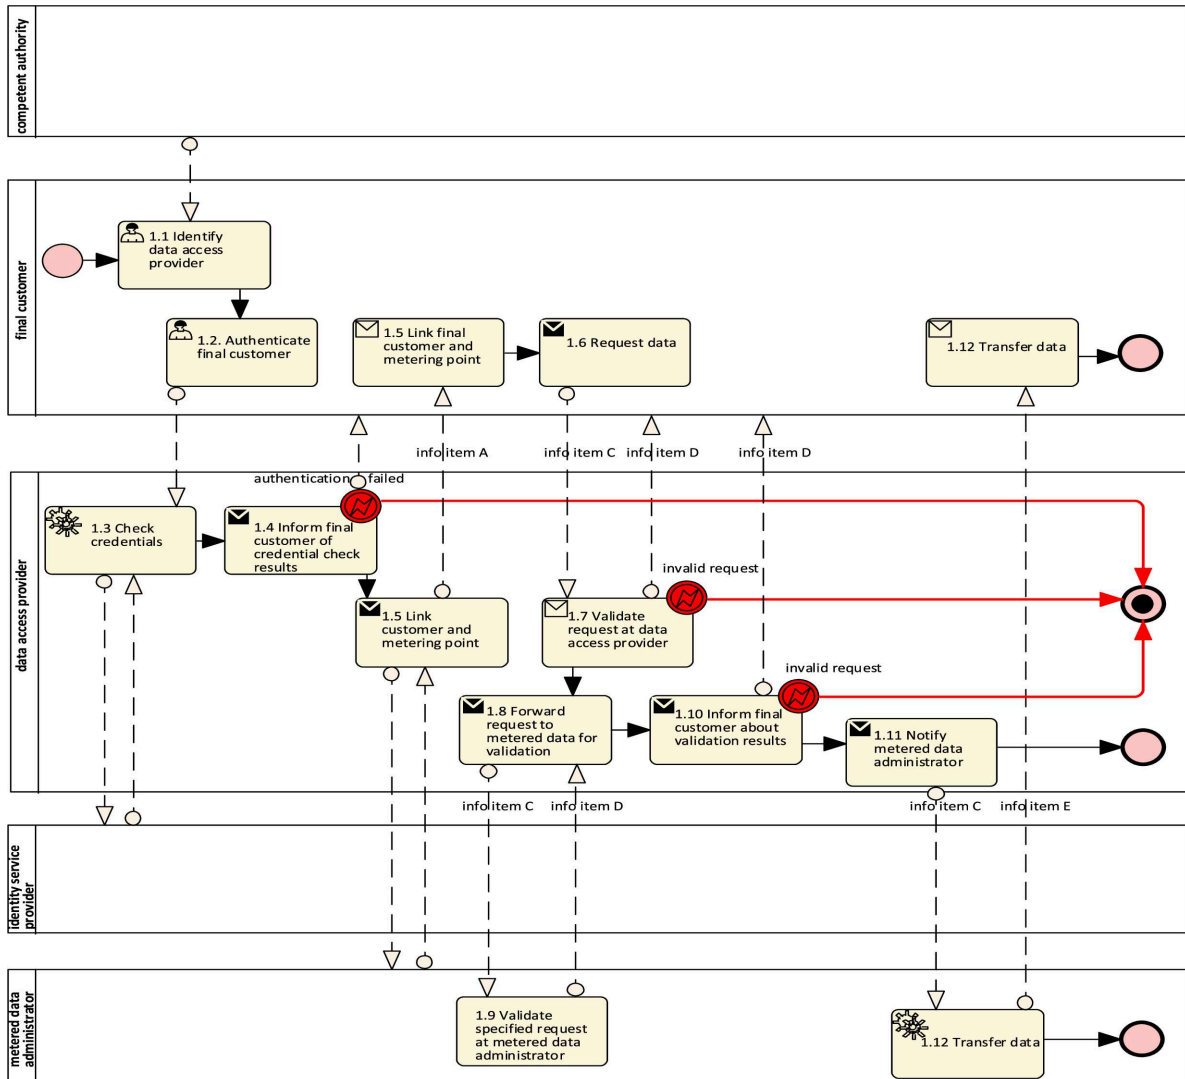 competent authority
final customer
1.1 Identify
data access
provider
1.2. Authenticate
final customer
1.5 Link final
customer and
metering point
1.6 Request data
1.12 Transfer data
info item A
info item C
info item D
info item D
data access provider
authentication failed
1.3 Check
credentials
1.4 Inform final
customer of
credential check
results
invalid request
1.5 Link
customer and
metering point
1.7 Validate
request at data
access provider
invalid request
1.8 Forward
request to
metered data for
validation
1.10 Inform final
customer about
validation results
1.11 Notify
metered data
administrator
info item C
info item D
info item C
info item E
identity service
provider
metered data
administrator
1.9 Validate
specified request
at metered data
administrator
1.12 Transfer data